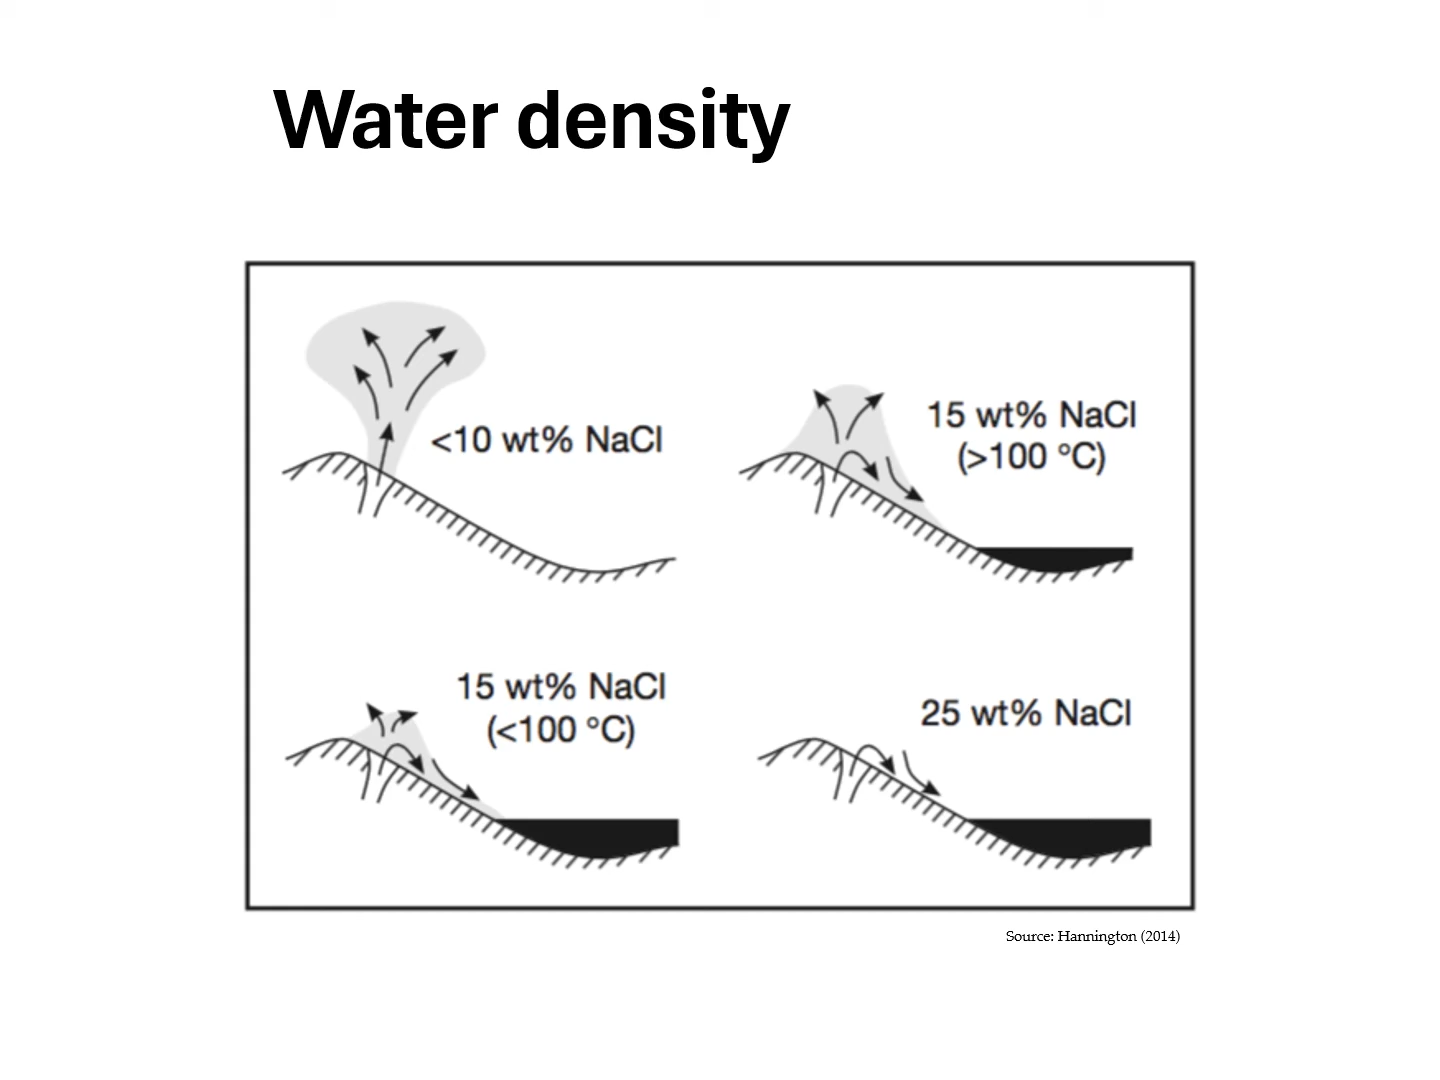 Water density
<10 wt% NaCl
15 wt% NaCl
(>100 °C)
15 wt% NaCl
(<100 °C)
25 wt% NaCl
Source: Hannington (2014)